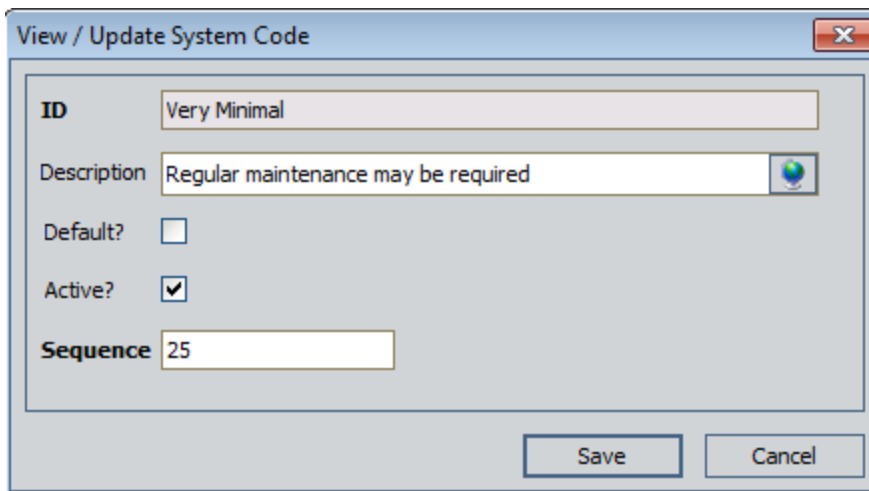 View / Update System Code
ID Very Minimal
Description Regular maintenance may be required
Default?
Active?
Sequence 25
Save Cancel